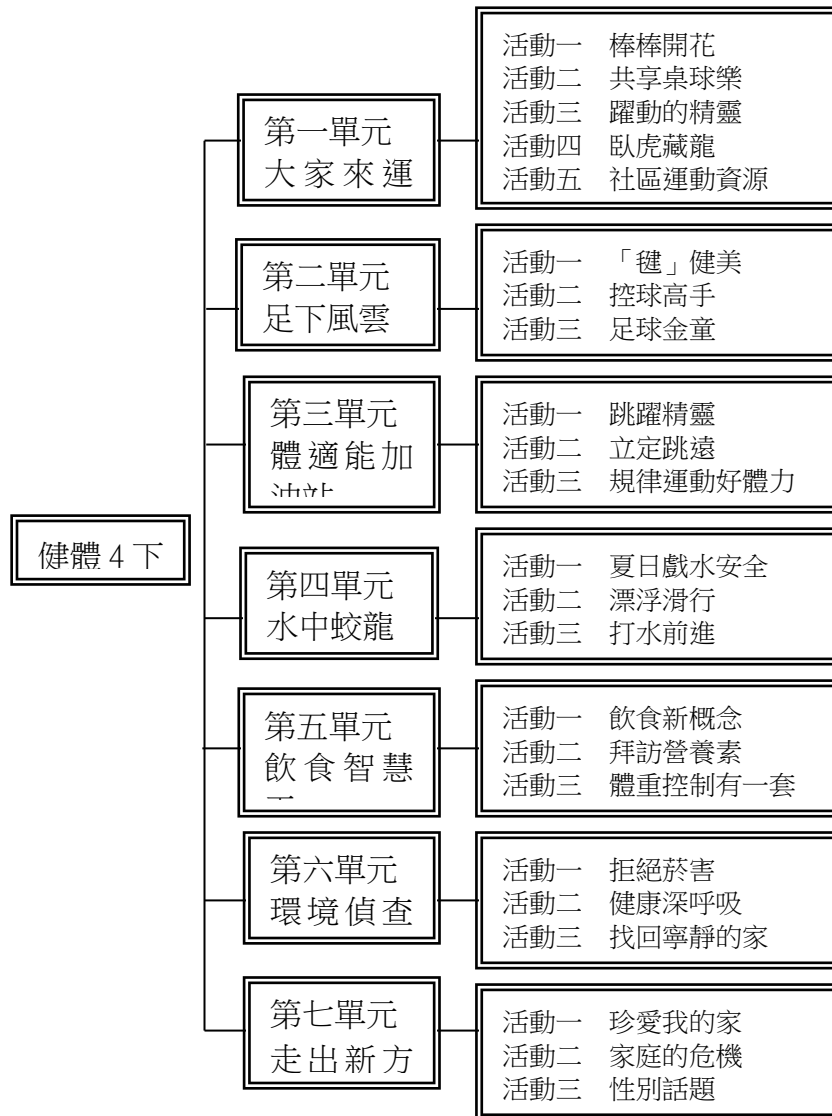 健體4下
第一單元
大家來運
活動一　棒棒開花
活動二　共享桌球樂
活動三　躍動的精靈
活動四　臥虎藏龍
活動五　社區運動資源
第二單元
足下風雲
活動一　「毽」健美
活動二　控球高手
活動三　足球金童
第三單元
體適能加
活動一　跳躍精靈
活動二　立定跳遠
活動三　規律運動好體力
第四單元
水中蛟龍
活動一　夏日戲水安全
活動二　漂浮滑行
活動三　打水前進
第五單元
飲食智慧
活動一　飲食新概念
活動二　拜訪營養素
活動三　體重控制有一套
第六單元
環境偵查
活動一　拒絕菸害
活動二　健康深呼吸
活動三　找回寧靜的家
第七單元
走出新方
活動一　珍愛我的家
活動二　家庭的危機
活動三　性別話題